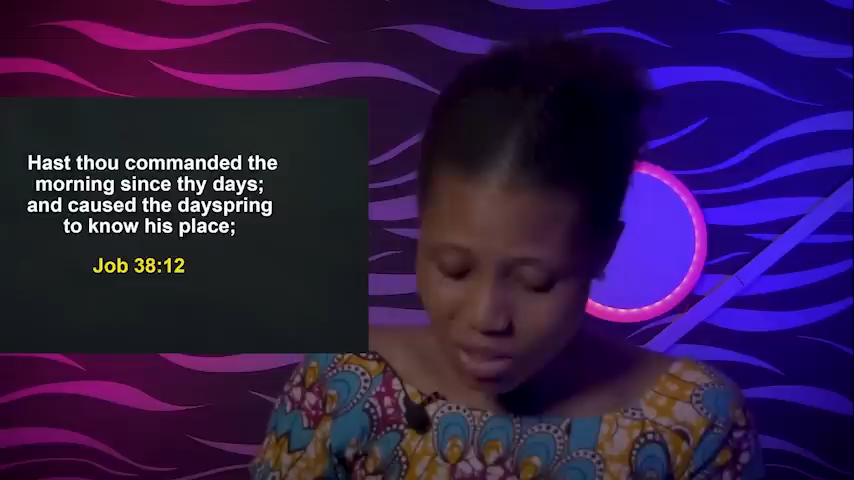 Hast thou commanded the
morning since thy days;
and caused the dayspring
to know his place;
Job 38:12